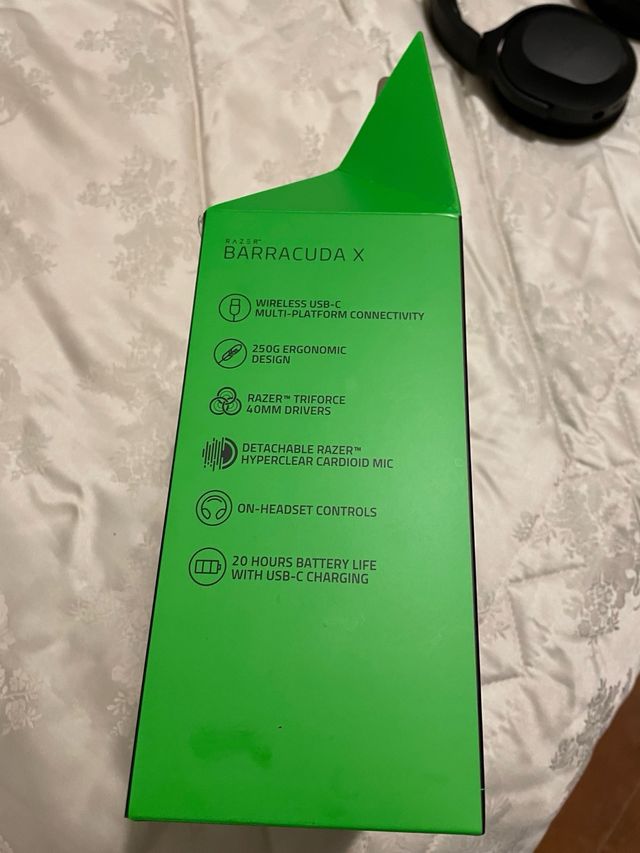 RAZER™
BARRACUDA X
WIRELESS USB-C
MULTI-PLATFORM CONNECTIVITY
250G ERGONOMIC
DESIGN
RAZER™ TRIFORCE
40MM DRIVERS
DETACHABLE RAZER™
HYPERCLEAR CARDIOID MIC
ON-HEADSET CONTROLS
20 HOURS BATTERY LIFE
WITH USB-C CHARGING